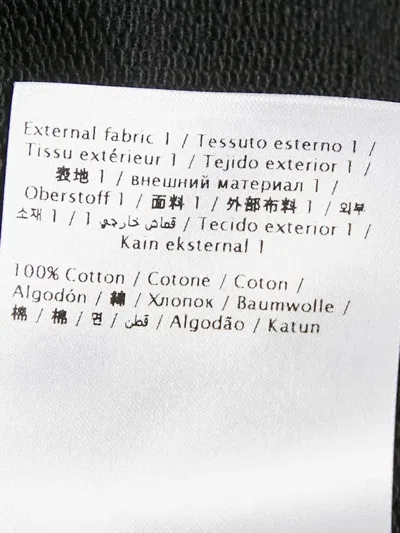 External fabric 1 / Tessuto esterno 1 /
Tissu extérieur 1 / Tejido exterior 1 /
表地 1 / внешний материал 1 /
Oberstoff 1 / 面料 1 / 外部布料 1 / 외부
소재 1 / قماش خارجي 1 / Tecido exterior 1 /
Kain eksternal 1
100% Cotton / Cotone / Coton /
Algodón / 綿 / Хлопок / Baumwolle /
棉 / 棉 / 면 / قطن / Algodão / Katun